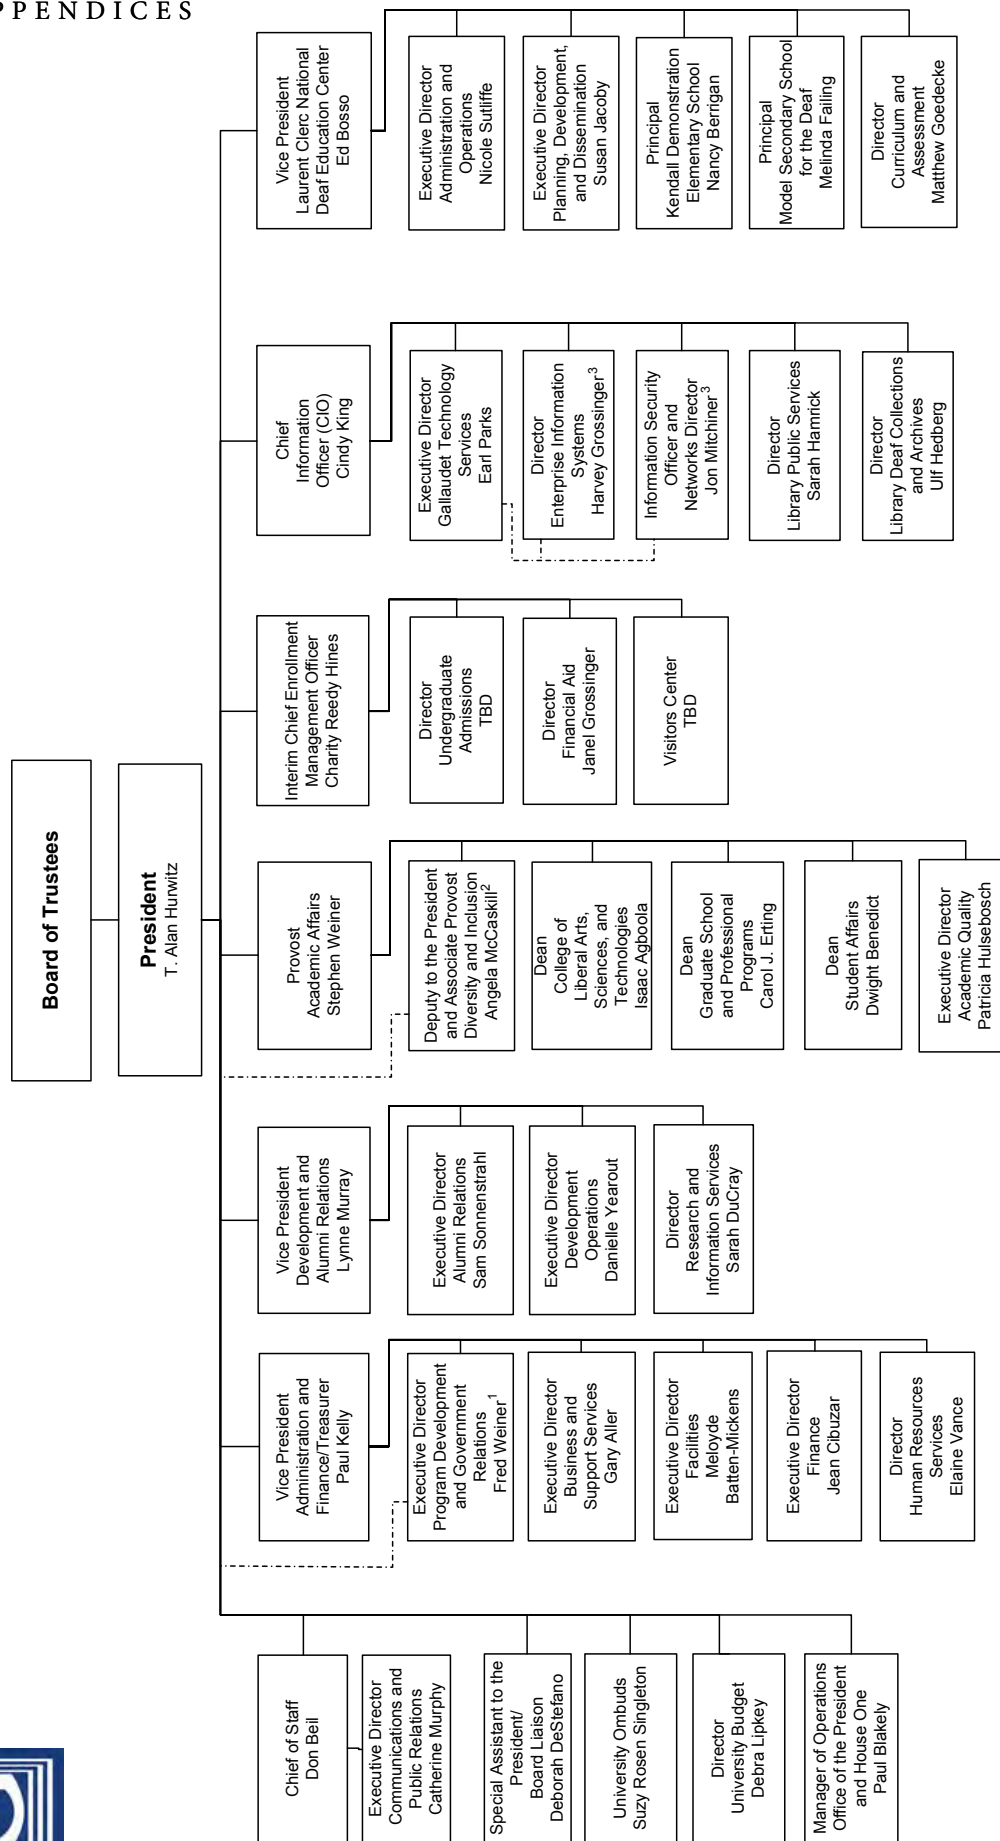 PPENDICES
Board of Trustees
President
T. Alan Hurwitz
Chief of Staff
Don Beil
Executive Director
Communications and
Public Relations
Catherine Murphy
Special Assistant to the
President/
Board Liaison
Deborah DeStefano
University Ombuds
Suzy Rosen Singleton
Director
University Budget
Debra Lipkey
Manager of Operations
Office of the President
and House One
Paul Blakely
Vice President
Administration and
Finance/Treasurer
Paul Kelly
Executive Director
Program Development
and Government
Relations
Fred Weiner1
Executive Director
Business and
Support Services
Gary Aller
Executive Director
Facilities
Meloyde
Batten-Mickens
Executive Director
Finance
Jean Cibuzar
Director
Human Resources
Services
Elaine Vance
Vice President
Development and
Alumni Relations
Lynne Murray
Executive Director
Alumni Relations
Sam Sonnenstrahl
Executive Director
Development
Operations
Danielle Yearout
Director
Research and
Information Services
Sarah DuCray
Provost
Academic Affairs
Stephen Weiner
Deputy to the President
and Associate Provost
Diversity and Inclusion
Angela McCaskill2
Dean
College of
Liberal Arts,
Sciences, and
Technologies
Isaac Agboola
Dean
Graduate School
and Professional
Programs
Carol J. Erting
Dean
Student Affairs
Dwight Benedict
Executive Director
Academic Quality
Patricia Hulsebosch
Interim Chief Enrollment
Management Officer
Charity Reedy Hines
Director
Undergraduate
Admissions
TBD
Director
Financial Aid
Janel Grossinger
Visitors Center
TBD
Chief
Information
Officer (CIO)
Cindy King
Executive Director
Gallaudet Technology
Services
Earl Parks
Director
Enterprise Information
Systems
Harvey Grossinger3
Information Security
Officer and
Networks Director
Jon Mitchiner3
Director
Library Public Services
Sarah Hamrick
Director
Library Deaf Collections
and Archives
Ulf Hedberg
Vice President
Laurent Clerc National
Deaf Education Center
Ed Bosso
Executive Director
Administration and
Operations
Nicole Sutliffe
Executive Director
Planning, Development,
and Dissemination
Susan Jacoby
Principal
Kendall Demonstration
Elementary School
Nancy Berrigan
Principal
Model Secondary School
for the Deaf
Melinda Failing
Director
Curriculum and
Assessment
Matthew Goedecke